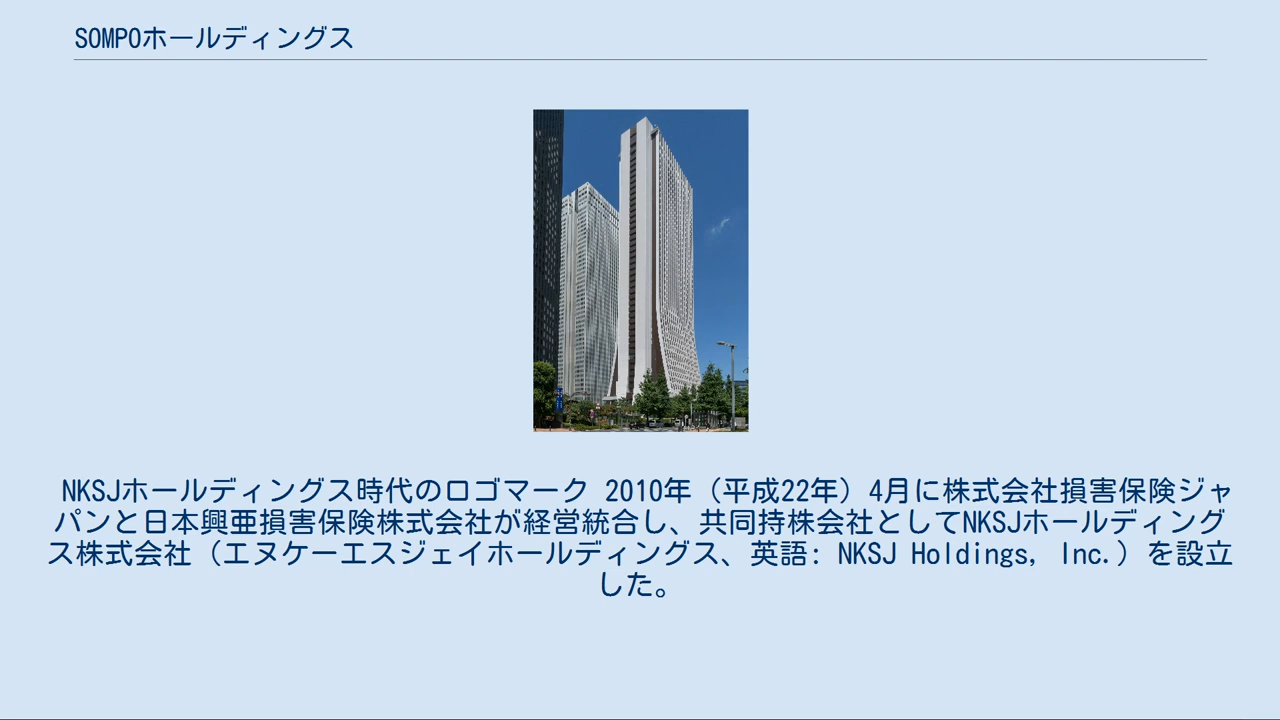 SOMPOホールディングス
NKSJホールディングス時代のロゴマーク 2010年（平成22年）4月に株式会社損害保険ジャ
パンと日本興亜損害保険株式会社が経営統合し、共同持株会社としてNKSJホールディング
ス株式会社（エヌケーエスジェイホールディングス、英語: NKSJ Holdings, Inc.）を設立
した。